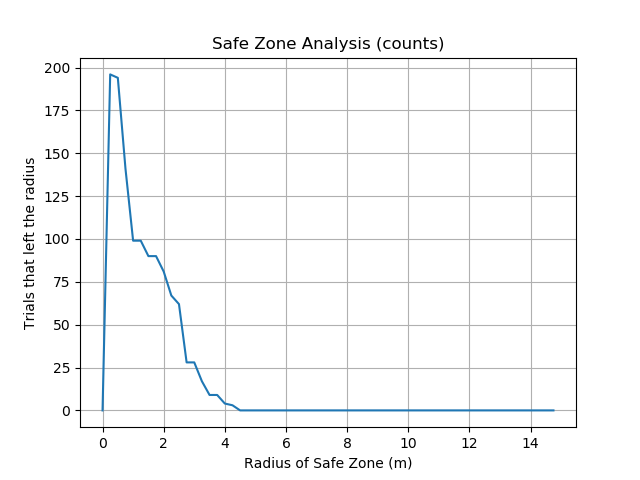 Safe Zone Analysis (counts)
Trials that left the radius
200
175
150
125
100
75
50
25
0
0 2 4 6 8 10 12 14
Radius of Safe Zone (m)